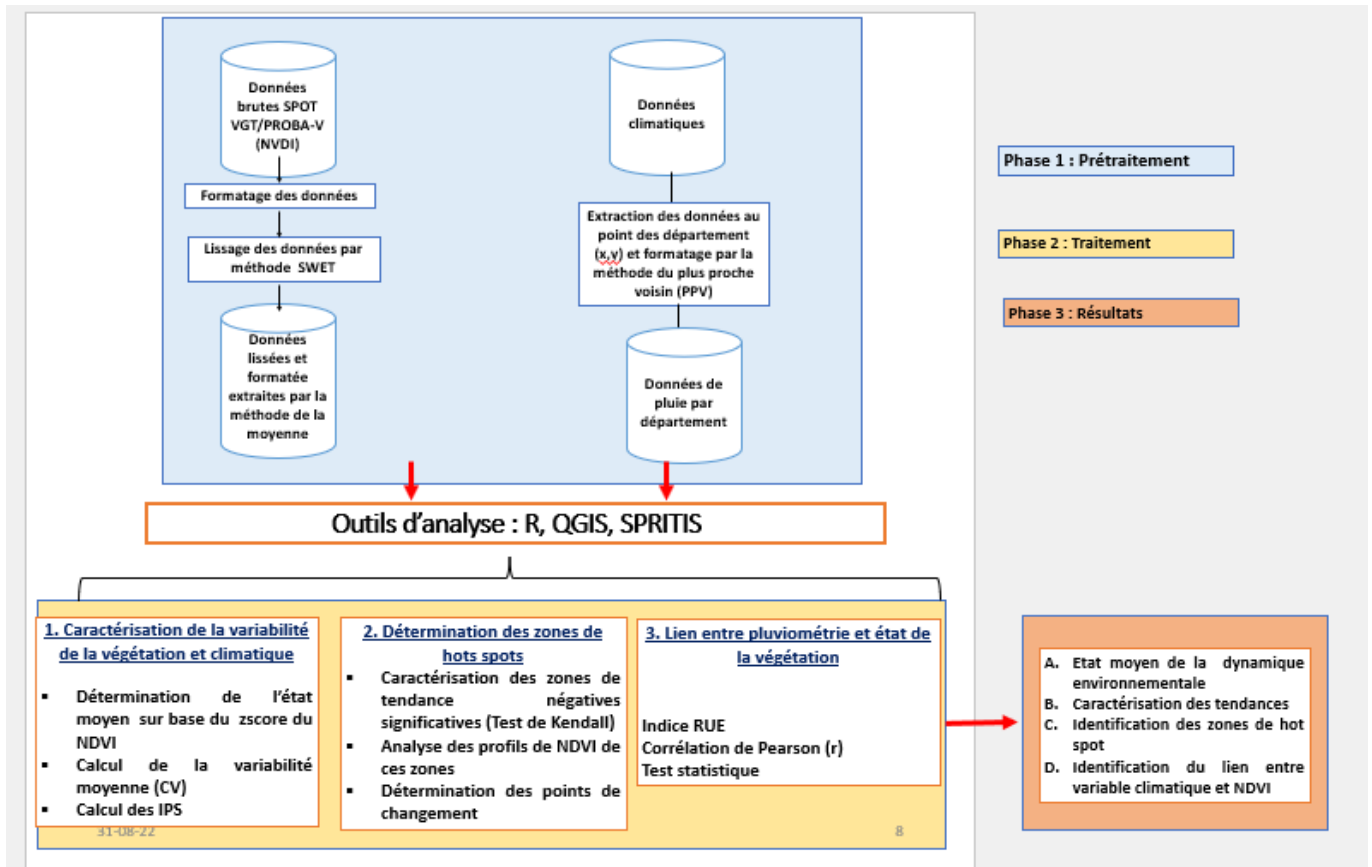 Données
brutes SPOT
VGT/PROBA-V
(NVDI)
Formatage des données
Lissage des données par
méthode SWET
Données
lissées et
formatée
extraites par la
méthode de la
moyenne
Données
climatiques
Extraction des données au
point des département
(x,y) et formatage par la
méthode du plus proche
voisin (PPV)
Données de
pluie par
département
Phase 1 : Prétraitement
Phase 2 : Traitement
Phase 3 : Résultats
Outils d'analyse : R, QGIS, SPRITIS
1. Caractérisation de la variabilité
de la végétation et climatique
▪ Détermination de l'état
moyen sur base du zscore du
NDVI
▪ Calcul de la variabilité
moyenne (CV)
▪ Calcul des IPS
2. Détermination des zones de
hots spots
▪ Caractérisation des zones de
tendance négatives
significatives (Test de Kendall)
▪ Analyse des profils de NDVI de
ces zones
▪ Détermination des points de
changement
3. Lien entre pluviométrie et état de
la végétation
Indice RUE
Corrélation de Pearson (r)
Test statistique
A. Etat moyen de la dynamique
environnementale
B. Caractérisation des tendances
C. Identification des zones de hot
spot
D. Identification du lien entre
variable climatique et NDVI
31-08-22
8